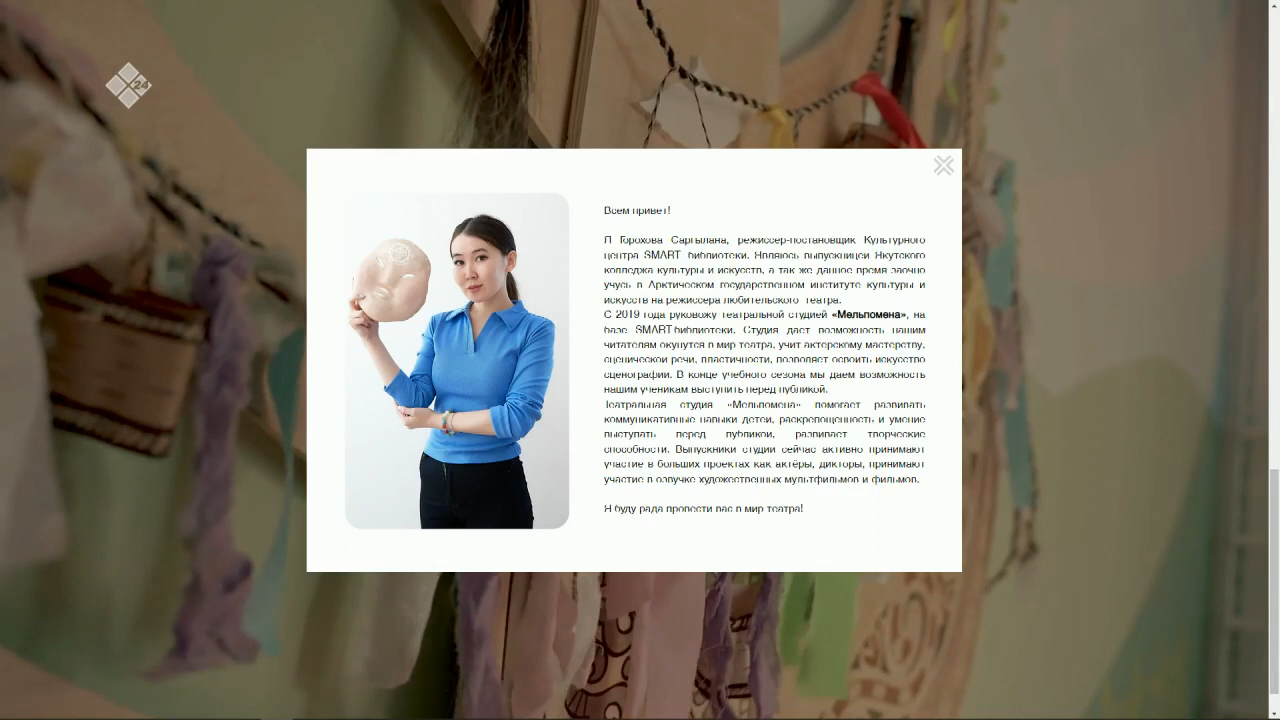 24
Всем привет!
Я Горохова Саргылана, режиссер-постановщик Культурного
центра SMART библиотеки. Являюсь выпускницей Якутского
колледжа культуры и искусств, а так же данное время заочно
учусь в Арктическом государственном институте культуры и
искусств на режиссера любительского театра.
С 2019 года руковожу театральной студией «Мельпомена», на
базе SMART-библиотеки. Студия дает возможность нашим
читателям окунутся в мир театра, учит актерскому мастерству,
сценической речи, пластичности, позволяет освоить искусство
сценографии. В конце учебного сезона мы даем возможность
нашим ученикам выступить перед публикой.
Театральная студия «Мельпомена» помогает развивать
коммуникативные навыки детей, раскрепощенность и умение
выступать перед публикой, развивает творческие
способности. Выпускники студии сейчас активно принимают
участие в больших проектах как актёры, дикторы, принимают
участие в озвучке художественных мультфильмов и фильмов.
Я буду рада провести вас в мир театра!